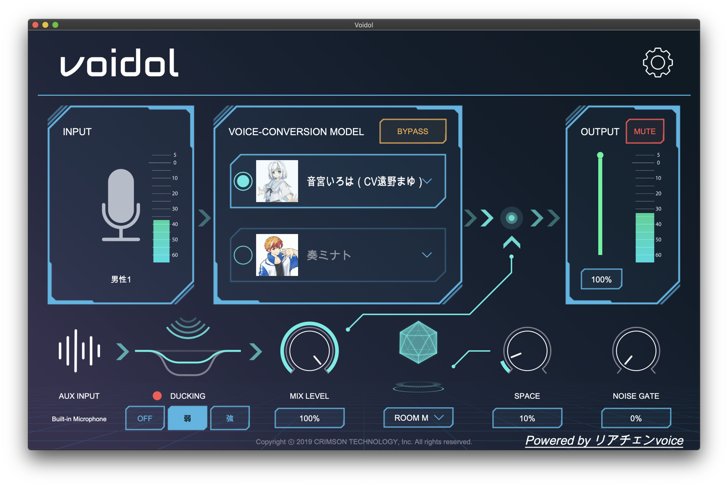 Voidol
voidol
INPUT
VOICE-CONVERSION MODEL
BYPASS
OUTPUT
MUTE
音宮いろは（CV遠野まゆ）
奏ミナト
5
0
10
20
30
40
50
60
5
0
10
20
30
40
50
60
男性1
100%
AUX INPUT
DUCKING
MIX LEVEL
SPACE
NOISE GATE
Built-in Microphone
OFF
弱
強
100%
ROOM M
10%
0%
Copyright © 2019 CRIMSON TECHNOLOGY, Inc. All rights reserved.
Powered by リアチェンvoice